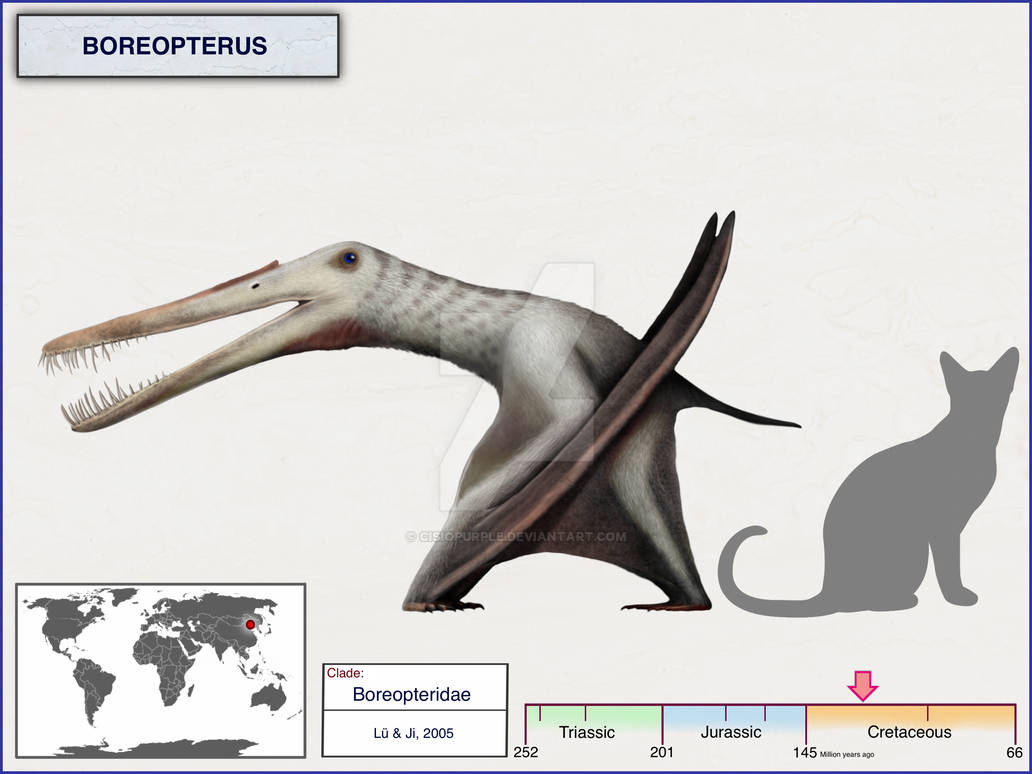 BOREOPTERUS
© CISIOPURPLE.DEVIANTART.COM
Clade:
Boreopteridae
Lü & Ji, 2005
Triassic
Jurassic
Cretaceous
252
201
145 Million years ago
66